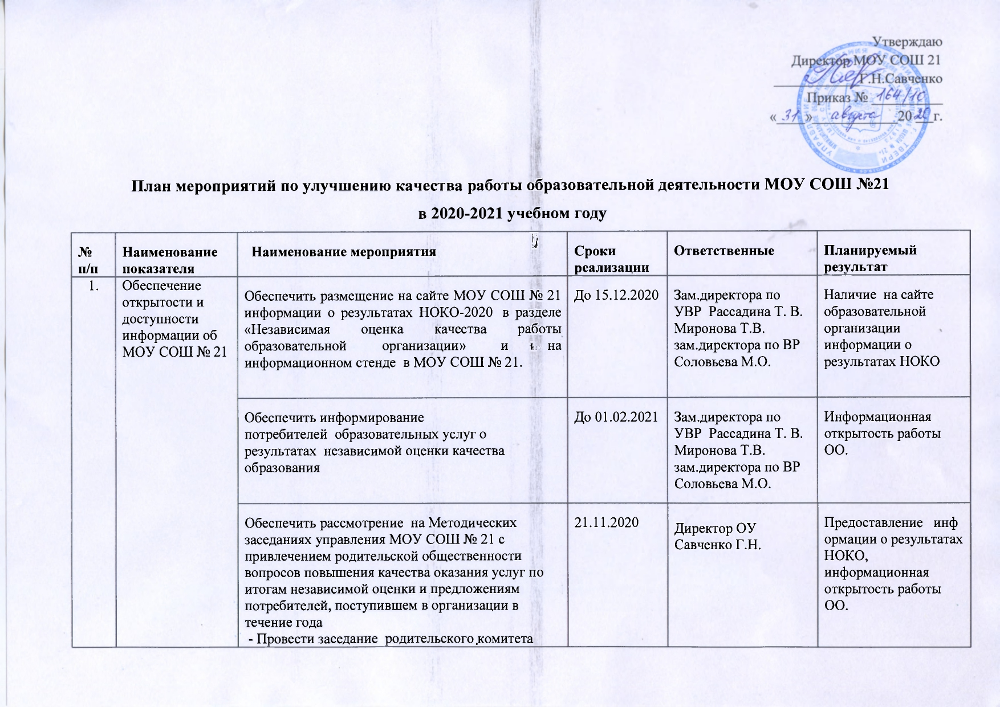 Утверждаю
Директор МОУ СОШ 21
Г.Н.Савченко
Приказ № 164/10
« 31 » августа 20 20 г.
План мероприятий по улучшению качества работы образовательной деятельности МОУ СОШ №21
в 2020-2021 учебном году
№
п/п
Наименование
показателя
Наименование мероприятия
Сроки
реализации
Ответственные
Планируемый
результат
1.
Обеспечение
открытости и
доступности
информации об
МОУ СОШ № 21
Обеспечить размещение на сайте МОУ СОШ № 21
информации о результатах НОКО-2020 в разделе
«Независимая оценка качества работы
образовательной организации» и на
информационном стенде в МОУ СОШ № 21.
До 15.12.2020
Зам.директора по
УВР Рассадина Т. В.
Миронова Т.В.
зам.директора по ВР
Соловьева М.О.
Наличие на сайте
образовательной
организации
информации о
результатах НОКО
Обеспечить информирование
потребителей образовательных услуг о
результатах независимой оценки качества
образования
До 01.02.2021
Зам.директора по
УВР Рассадина Т. В.
Миронова Т.В.
зам.директора по ВР
Соловьева М.О.
Информационная
открытость работы
ОО.
Обеспечить рассмотрение на Методических
заседаниях управления МОУ СОШ № 21 с
привлечением родительской общественности
вопросов повышения качества оказания услуг по
итогам независимой оценки и предложениям
потребителей, поступившем в организации в
течение года
- Провести заседание родительского комитета
21.11.2020
Директор ОУ
Савченко Г.Н.
Предоставление инф
ормации о результатах
НОКО,
информационная
открытость работы
ОО.